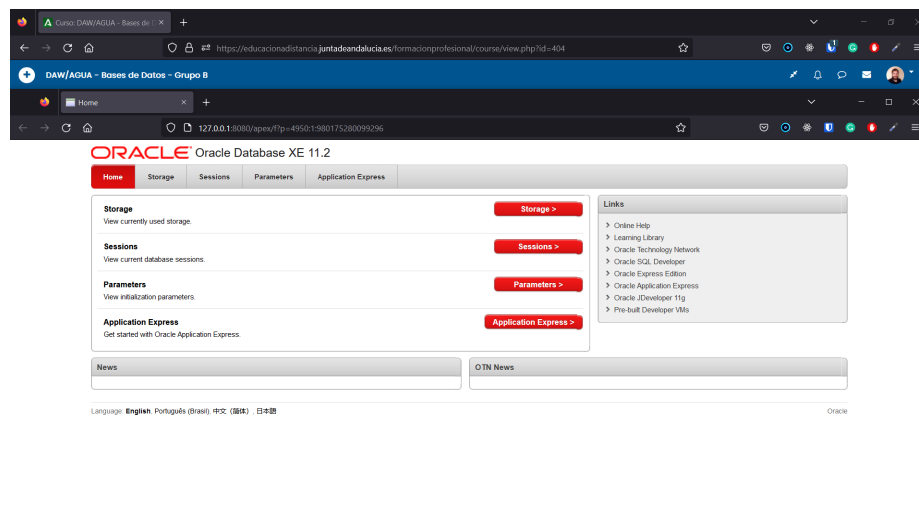 Curso: DAW/AGUA - Bases de D
https://educacionadistancia.juntadeandalucia.es/formacionprofesional/course/view.php?id=404
1
DAW/AGUA - Bases de Datos - Grupo B
Home
127.0.0.1:8080/apex/f?p=4950:1:980175280099296
ORACLE Oracle Database XE 11.2
Home Storage Sessions Parameters Application Express
Storage
View currently used storage.
Storage >
Sessions
View current database sessions.
Sessions >
Parameters
View initialization parameters.
Parameters >
Application Express
Get started with Oracle Application Express.
Application Express >
Links
Online Help
Learning Library
Oracle Technology Network
Oracle SQL Developer
Oracle Express Edition
Oracle Application Express
Oracle JDeveloper 11g
Pre-built Developer VMs
News
OTN News
Language: English, Português (Brasil), 中文 (简体) , 日本語
Oracle